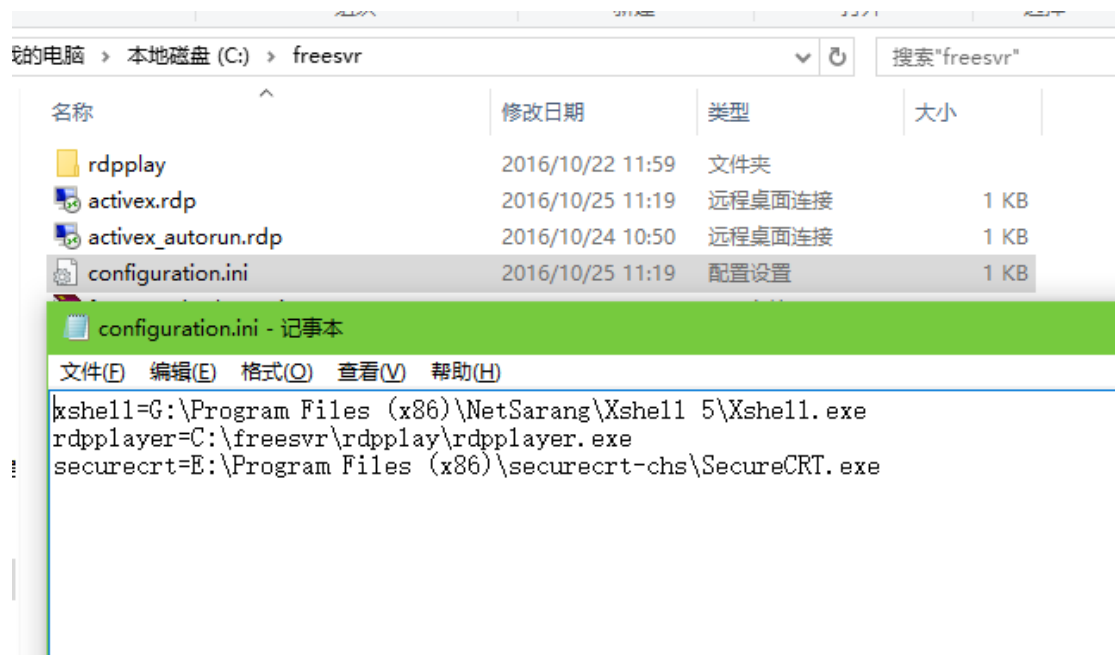 我的电脑 > 本地磁盘 (C:) > freesvr
搜索"freesvr"
名称 修改日期 类型 大小
rdpplay 2016/10/22 11:59 文件夹
activex.rdp 2016/10/25 11:19 远程桌面连接 1 KB
activex_autorun.rdp 2016/10/24 10:50 远程桌面连接 1 KB
configuration.ini 2016/10/25 11:19 配置设置 1 KB
configuration.ini - 记事本
文件(F) 编辑(E) 格式(O) 查看(V) 帮助(H)
xshell=G:\Program Files (x86)\NetSarang\Xshell 5\Xshell.exe
rdpplayer=C:\freesvr\rdpplay\rdpplayer.exe
securecrt=E:\Program Files (x86)\securecrt-chs\SecureCRT.exe